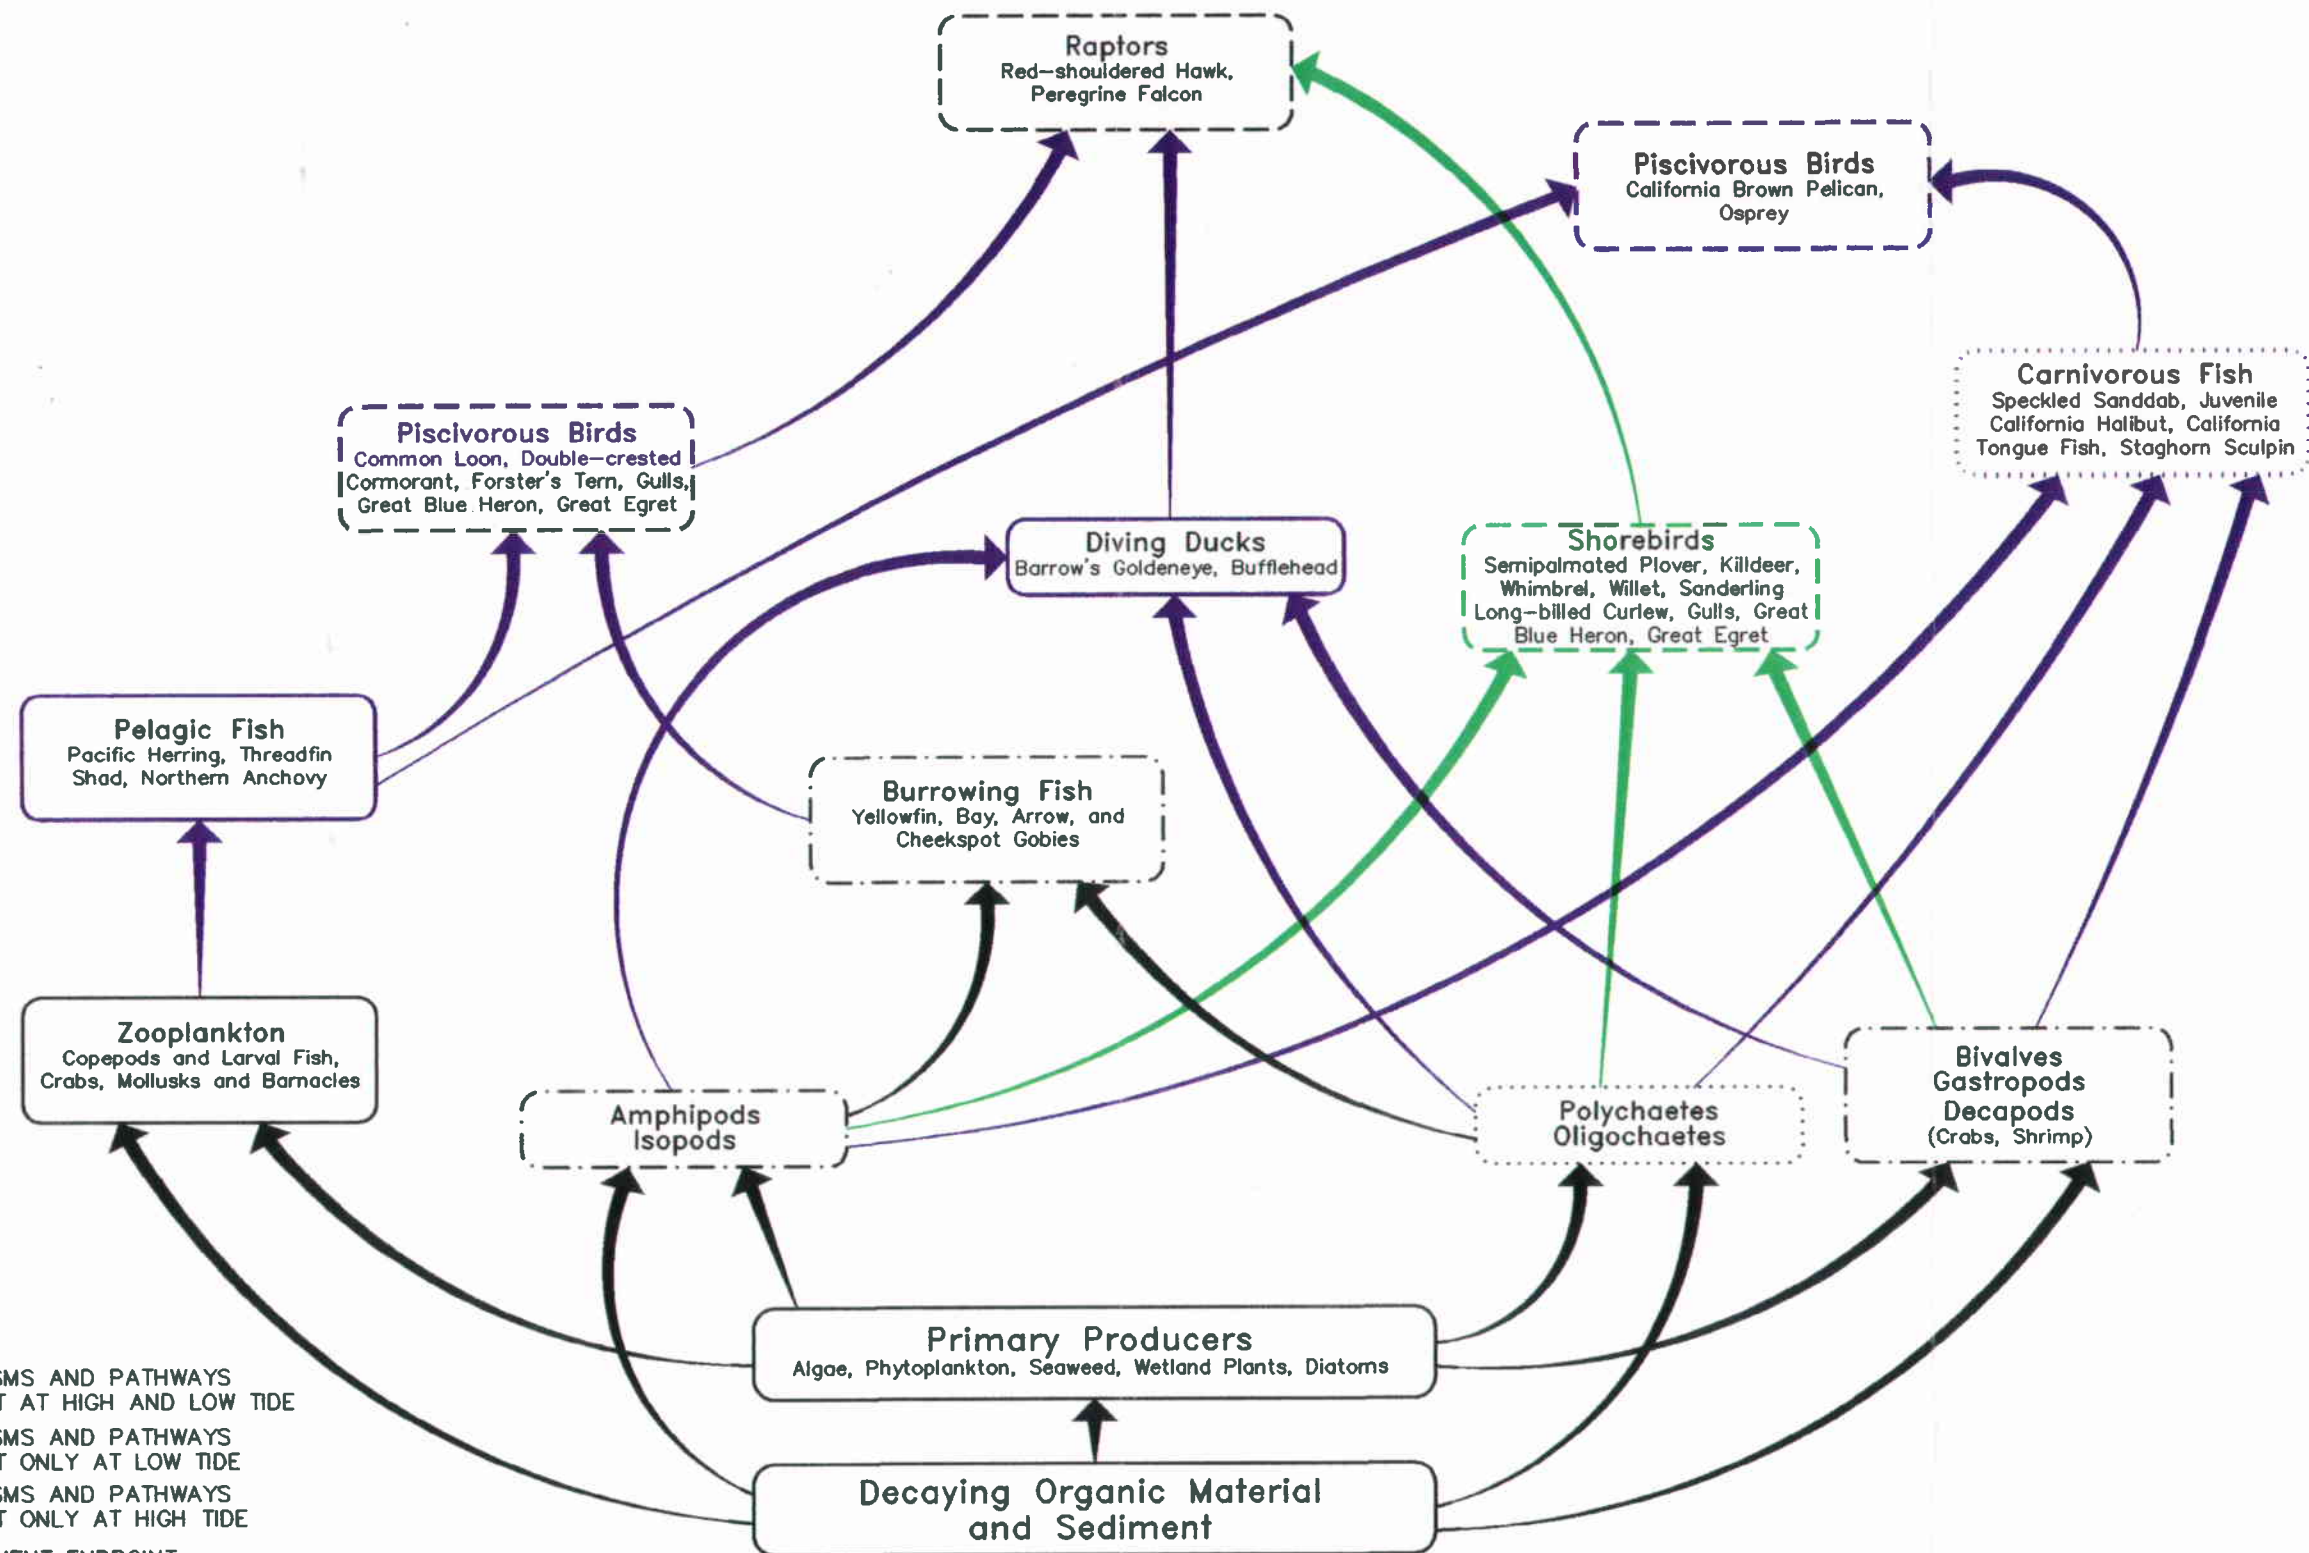 Raptors
Red-shouldered Hawk,
Peregrine Falcon
Piscivorous Birds
California Brown Pelican,
Osprey
Carnivorous Fish
Speckled Sanddab, Juvenile
California Halibut, California
Tongue Fish, Staghorn Sculpin
Piscivorous Birds
Common Loon, Double-crested
Cormorant, Forster's Tern, Gulls,
Great Blue Heron, Great Egret
Diving Ducks
Barrow's Goldeneye, Bufflehead
Shorebirds
Semipalmated Plover, Killdeer,
Whimbrel, Willet, Sanderling
Long-billed Curlew, Gulls, Great
Blue Heron, Great Egret
Pelagic Fish
Pacific Herring, Threadfin
Shad, Northern Anchovy
Burrowing Fish
Yellowfin, Bay, Arrow, and
Cheekspot Gobies
Zooplankton
Copepods and Larval Fish,
Crabs, Mollusks and Barnacles
Amphipods
Isopods
Polychaetes
Oligochaetes
Bivalves
Gastropods
Decapods
(Crabs, Shrimp)
Primary Producers
Algae, Phytoplankton, Seaweed, Wetland Plants, Diatoms
Decaying Organic Material
and Sediment
SMS AND PATHWAYS
T AT HIGH AND LOW TIDE
SMS AND PATHWAYS
T ONLY AT LOW TIDE
SMS AND PATHWAYS
T ONLY AT HIGH TIDE